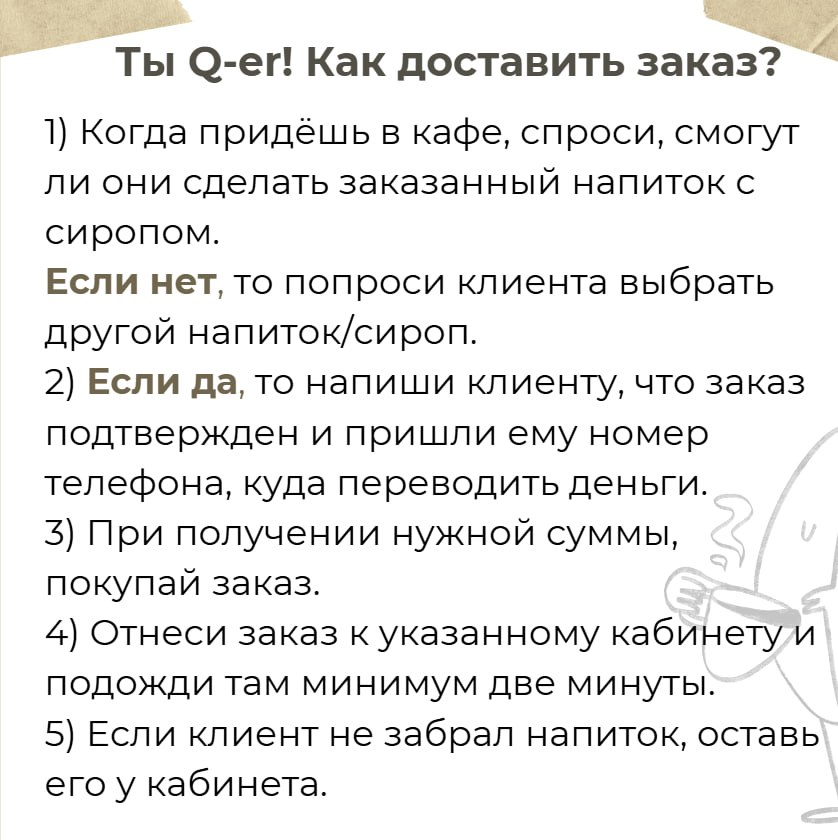 Ты Q-er! Как доставить заказ?
1) Когда придёшь в кафе, спроси, смогут
ли они сделать заказанный напиток с
сиропом.
Если нет, то попроси клиента выбрать
другой напиток/сироп.
2) Если да, то напиши клиенту, что заказ
подтвержден и пришли ему номер
телефона, куда переводить деньги.
3) При получении нужной суммы,
покупай заказ.
4) Отнеси заказ к указанному кабинету и
подожди там минимум две минуты.
5) Если клиент не забрал напиток, оставь
его у кабинета.